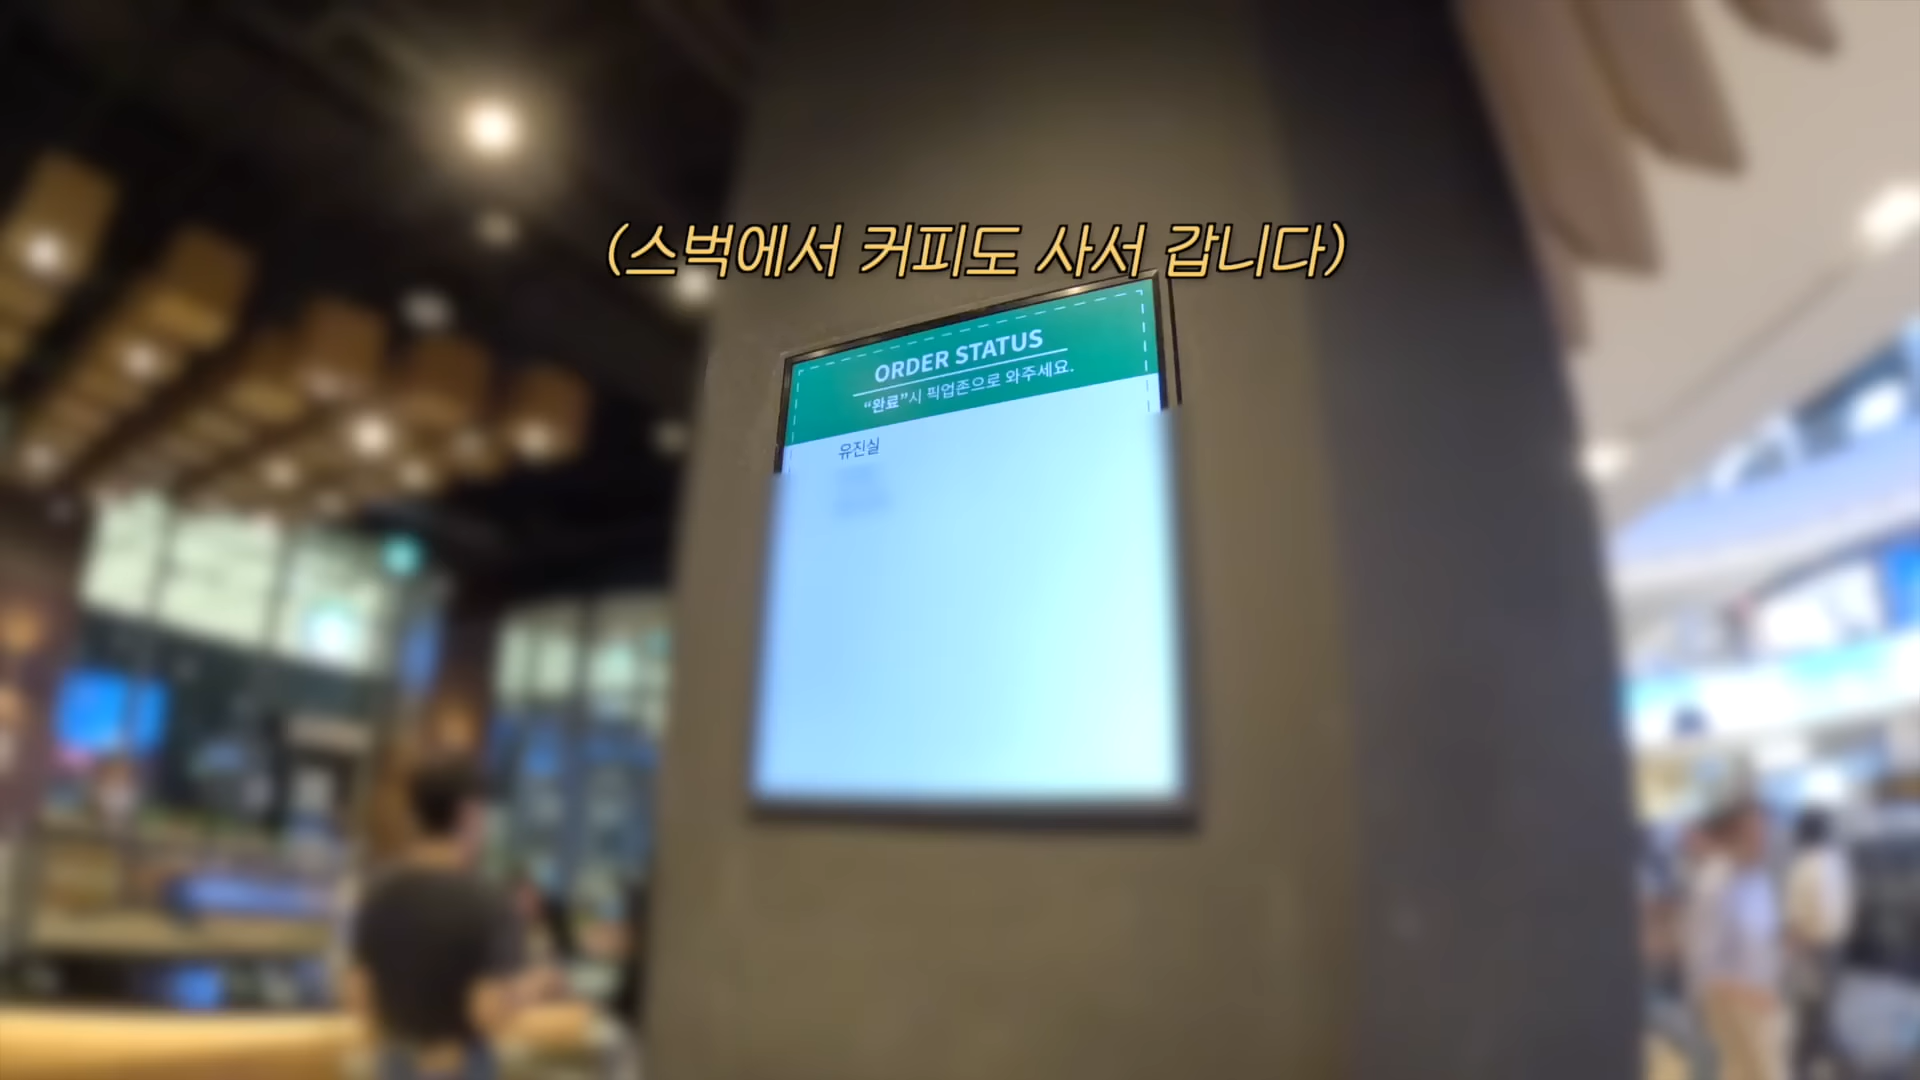 (스벅에서 커피도 사서 갑니다)
ORDER STATUS
“완료”시 픽업존으로 와주세요.
유진실